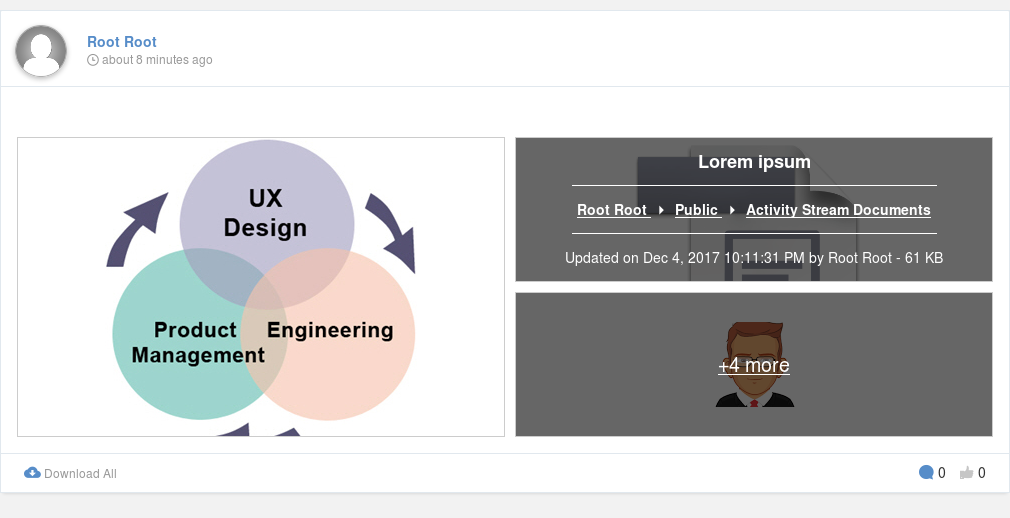 Root Root
about 8 minutes ago
UX
Design
Product
Management
Engineering
Lorem ipsum
Root Root Public Activity Stream Documents
Updated on Dec 4, 2017 10:11:31 PM by Root Root - 61 KB
+4 more
Download All
0 0